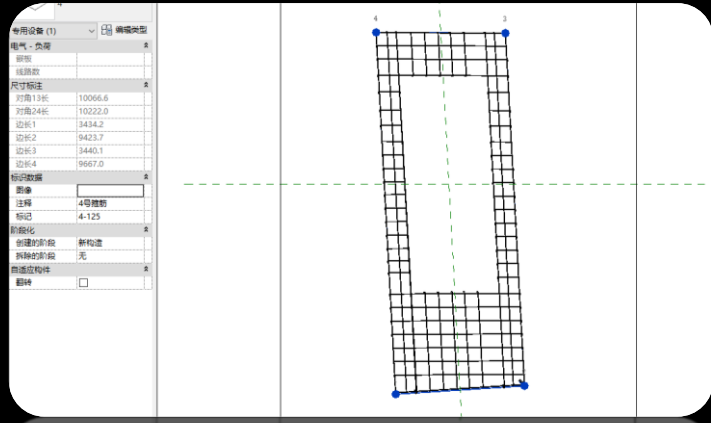 4
专用设备 (1)
编辑类型
电气 - 负荷
嵌板
线路数
尺寸标注
对角13长 10066.6
对角24长 10222.0
边长1 3434.2
边长2 9423.7
边长3 3440.1
边长4 9667.0
标识数据
图像
注释 4号箍筋
标记 4-125
阶段化
创建的阶段 新构造
拆除的阶段 无
自适应构件
翻转
4 3